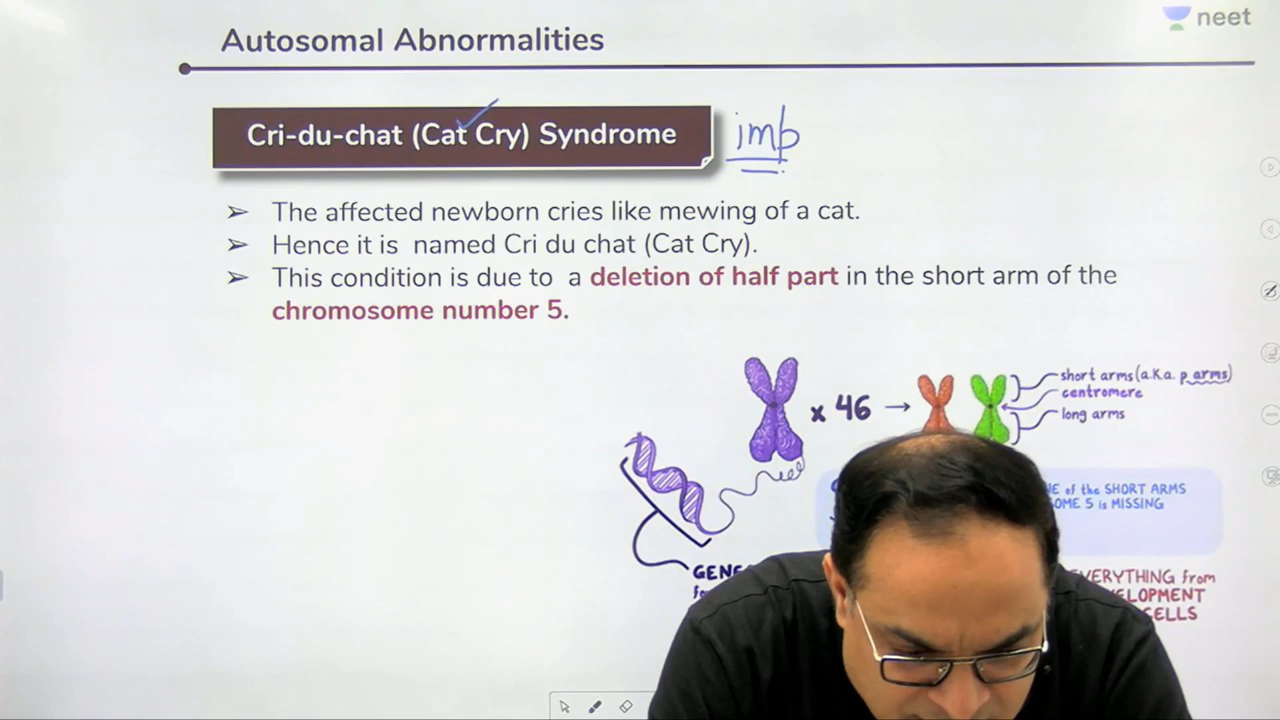 neet
Autosomal Abnormalities
Cri-du-chat (Cat Cry) Syndrome
imp
➢ The affected newborn cries like mewing of a cat.
➢ Hence it is named Cri du chat (Cat Cry).
➢ This condition is due to a deletion of half part in the short arm of the
chromosome number 5.
x 46 →
short arms (a.k.a. p arms)
centromere
long arms
of the SHORT ARMS
5 is MISSING
EVERYTHING from
CELLS